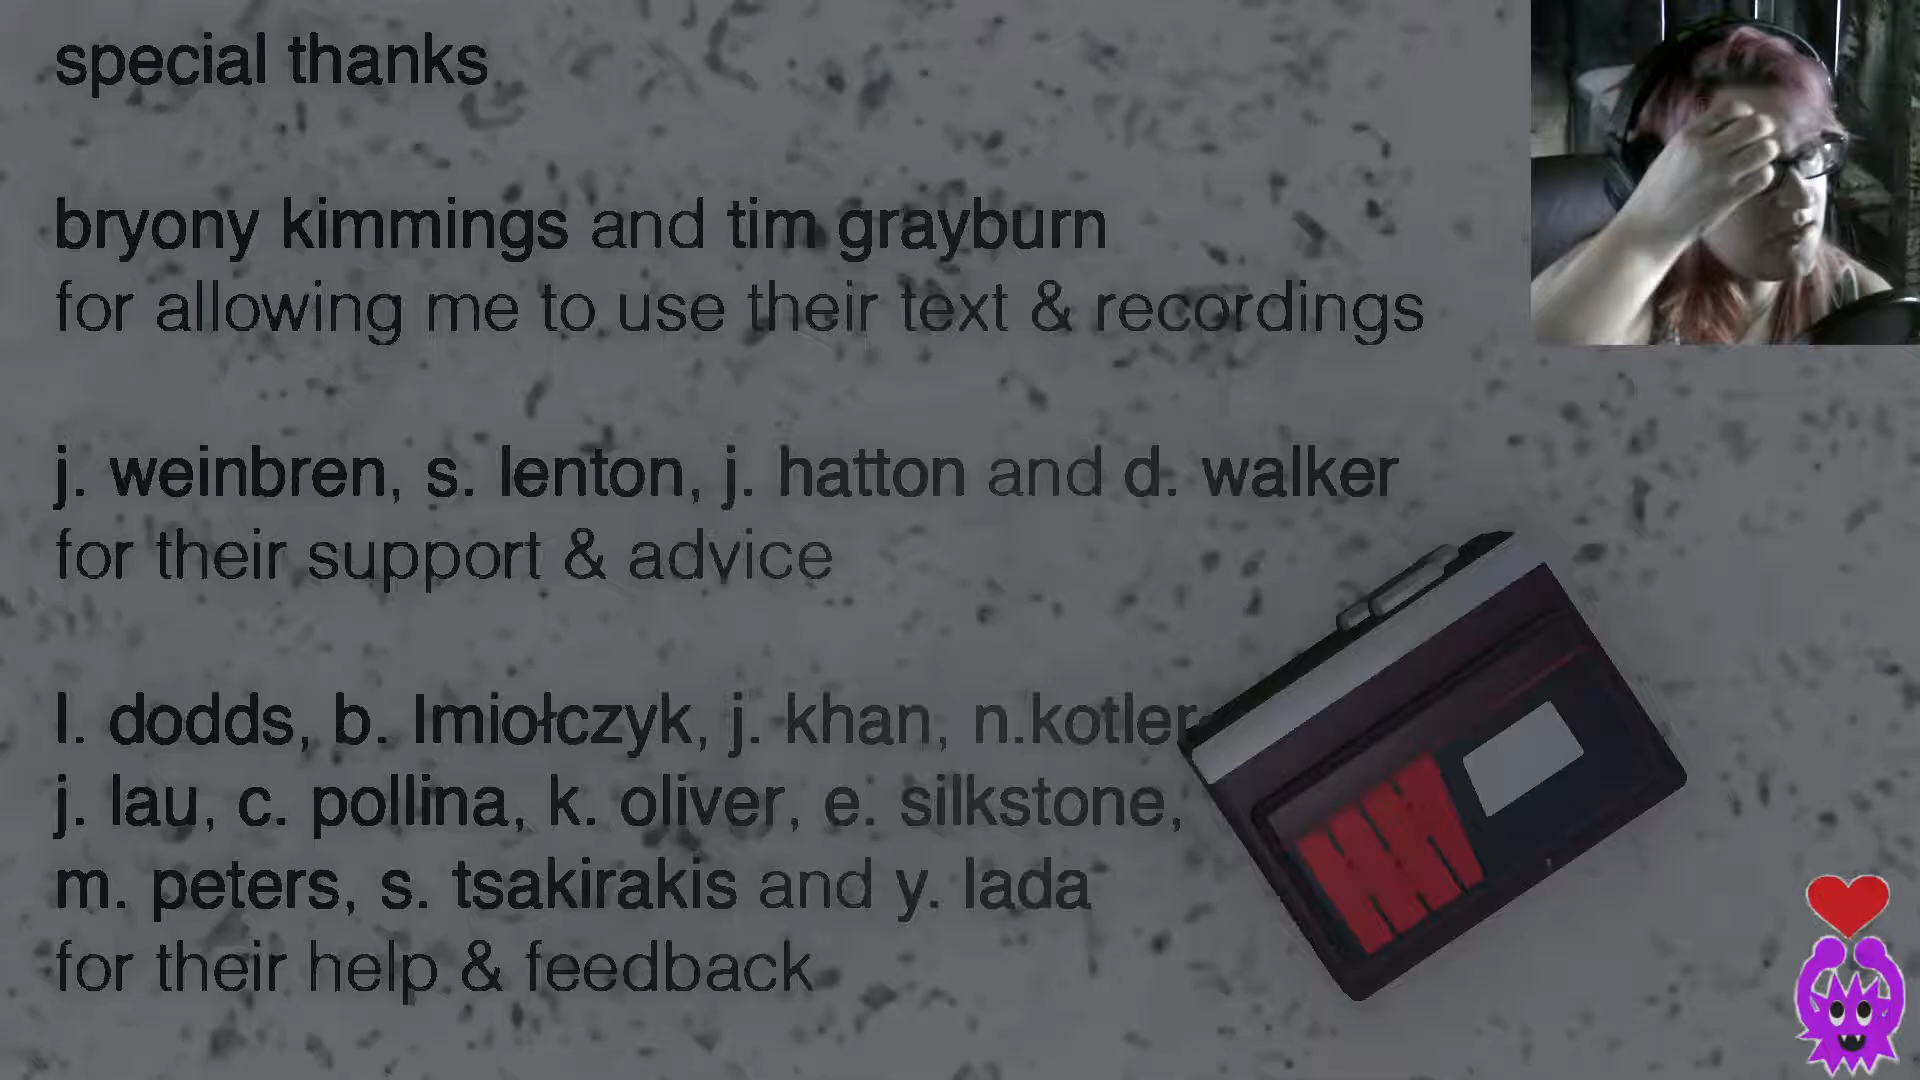 special thanks
bryony kimmings and tim grayburn
for allowing me to use their text & recordings
j. weinbren, s. lenton, j. hatton and d. walker
for their support & advice
l. dodds, b. Imiołczyk, j. khan, n.kotler
j. lau, c. pollina, k. oliver, e. silkstone,
m. peters, s. tsakirakis and y. lada
for their help & feedback